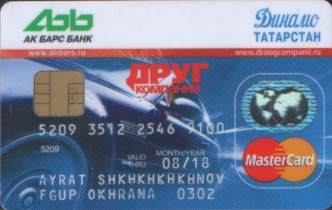 Abb
АК БАРС БАНК
www.akbars.ru
Динамо
ТАТАРСТАН
www.droogcompanii.ru
ДРУГ
КОМПАНИИ
5209 3512 2546 9100
5209
MONTH/YEAR
VALID
THRU
08/18
AYRAT
FGUP OKHRANA 0302
MasterCard